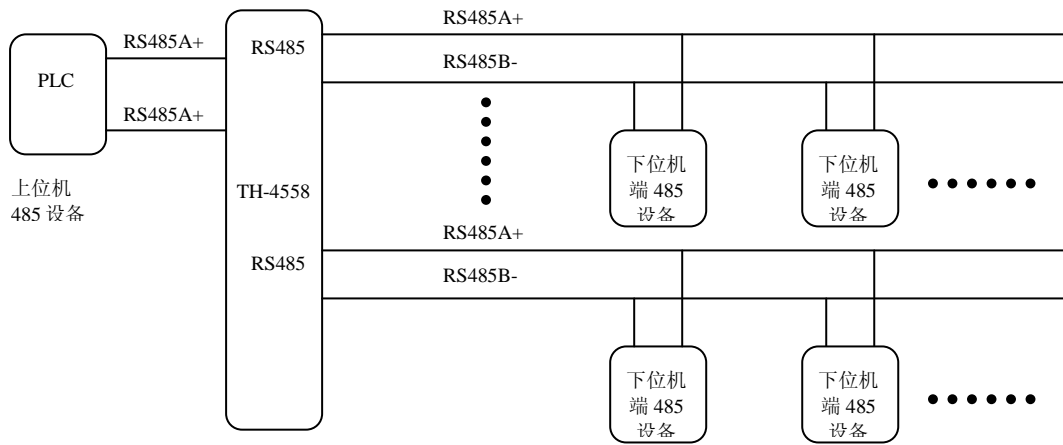 RS485A+
RS485A+
RS485
PLC
RS485B-
RS485A+
上位机
485 设备
TH-4558
下位机
端 485
设备
下位机
端 485
设备
RS485A+
RS485
RS485B-
下位机
端 485
设备
下位机
端 485
设备